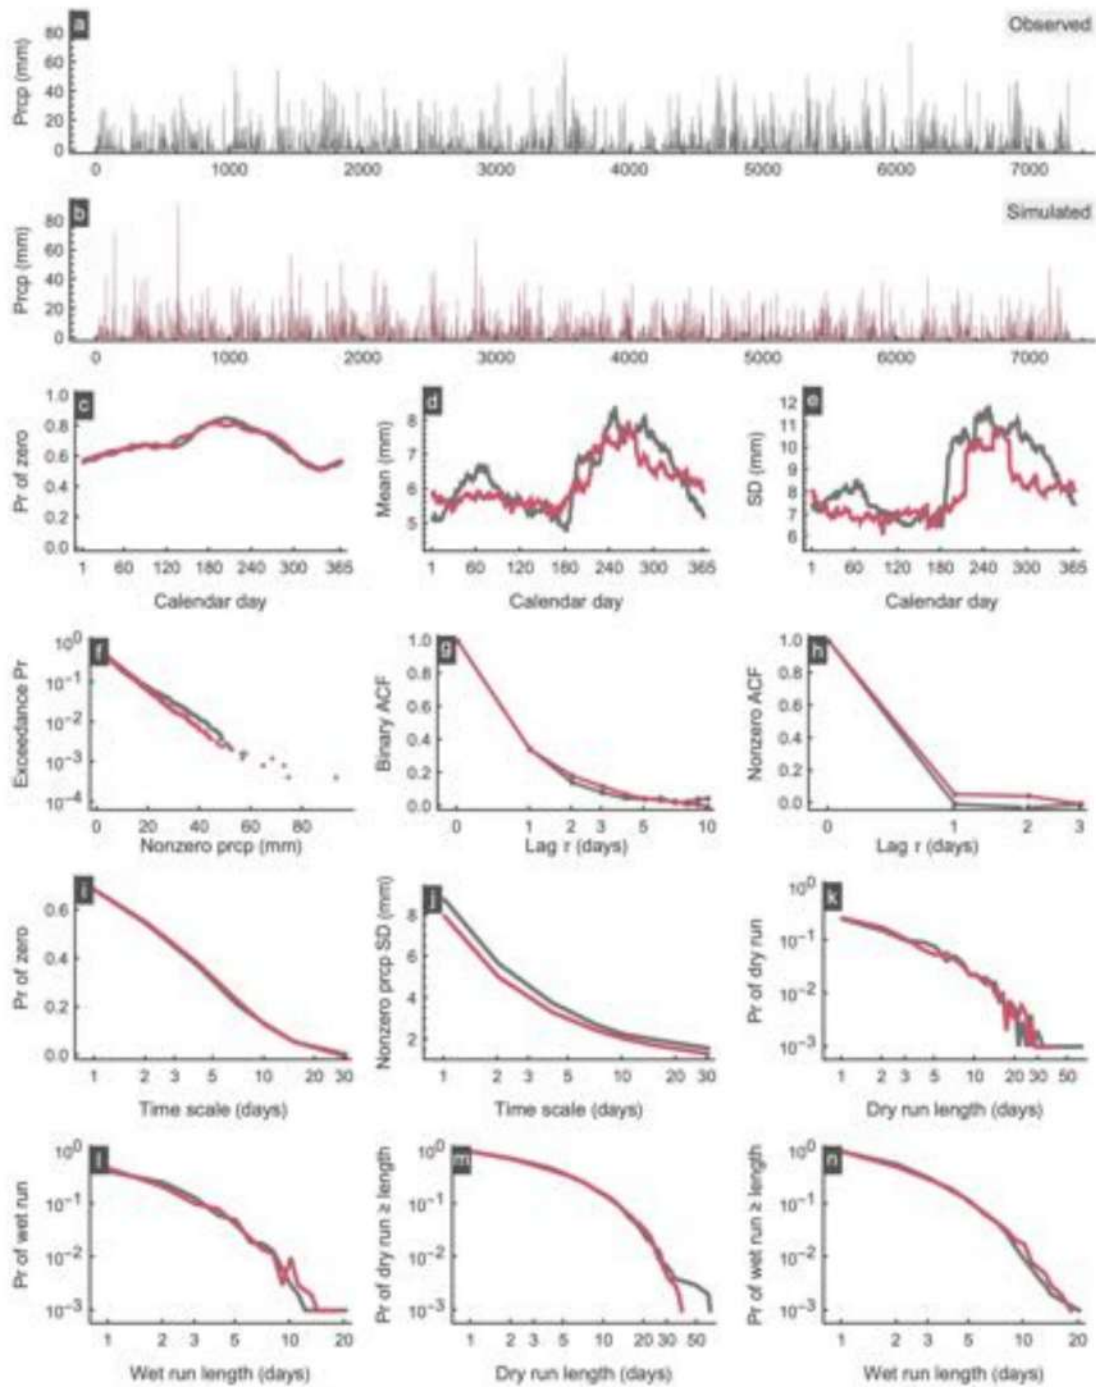 a
Observed
Prcp (mm)
80
60
40
20
0
0 1000 2000 3000 4000 5000 6000 7000
b
Simulated
Prcp (mm)
80
60
40
20
0
0 1000 2000 3000 4000 5000 6000 7000
c
Pr of zero
1.0
0.8
0.6
0.4
0.2
0.0
1 60 120 180 240 300 365
Calendar day
d
Mean (mm)
8
7
6
5
1 60 120 180 240 300 365
Calendar day
e
SD (mm)
12
11
10
9
8
7
6
1 60 120 180 240 300 365
Calendar day
f
Exceedance Pr
10^0
10^-1
10^-2
10^-3
10^-4
0 20 40 60 80
Nonzero prcp (mm)
g
Binary ACF
1.0
0.8
0.6
0.4
0.2
0.0
0 1 2 3 5 10
Lag τ (days)
h
Nonzero ACF
1.0
0.8
0.6
0.4
0.2
0.0
0 1 2 3
Lag τ (days)
i
Pr of zero
0.6
0.4
0.2
0.0
1 2 3 5 10 20 30
Time scale (days)
j
Nonzero prcp SD (mm)
8
6
4
2
1 2 3 5 10 20 30
Time scale (days)
k
Pr of dry run
10^0
10^-1
10^-2
10^-3
1 2 3 5 10 20 30 50
Dry run length (days)
l
Pr of wet run
10^0
10^-1
10^-2
10^-3
1 2 3 5 10 20
Wet run length (days)
m
Pr of dry run ≥ length
10^0
10^-1
10^-2
10^-3
1 2 3 5 10 20 30 50
Dry run length (days)
n
Pr of wet run ≥ length
10^0
10^-1
10^-2
10^-3
1 2 3 5 10 20
Wet run length (days)